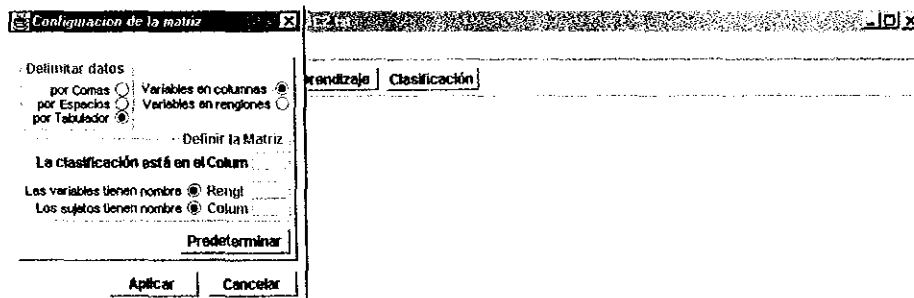 Configuracion de la matriz
Delimitar datos
por Comas
por Espacios
por Tabulador
Variables en columnas
Variables en renglones
Definir la Matriz
La clasificación está en el Colum
Las variables tienen nombre Rengl
Los sujetos tienen nombre Colum
Predeterminar
Aplicar Cancelar
rendizaje Clasificación